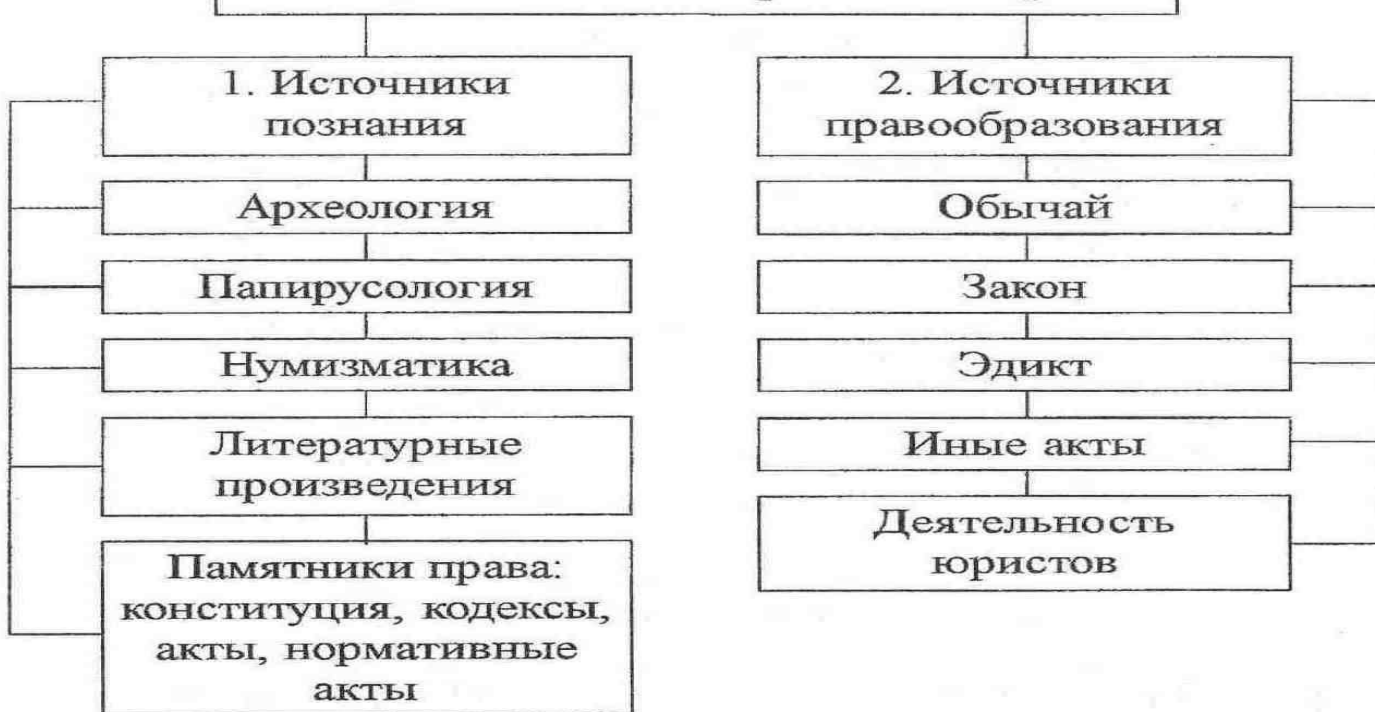 1. Источники
познания
Археология
Папирусология
Нумизматика
Литературные
произведения
Памятники права:
конституция, кодексы,
акты, нормативные
акты
2. Источники
правообразования
Обычай
Закон
Эдикт
Иные акты
Деятельность
юристов